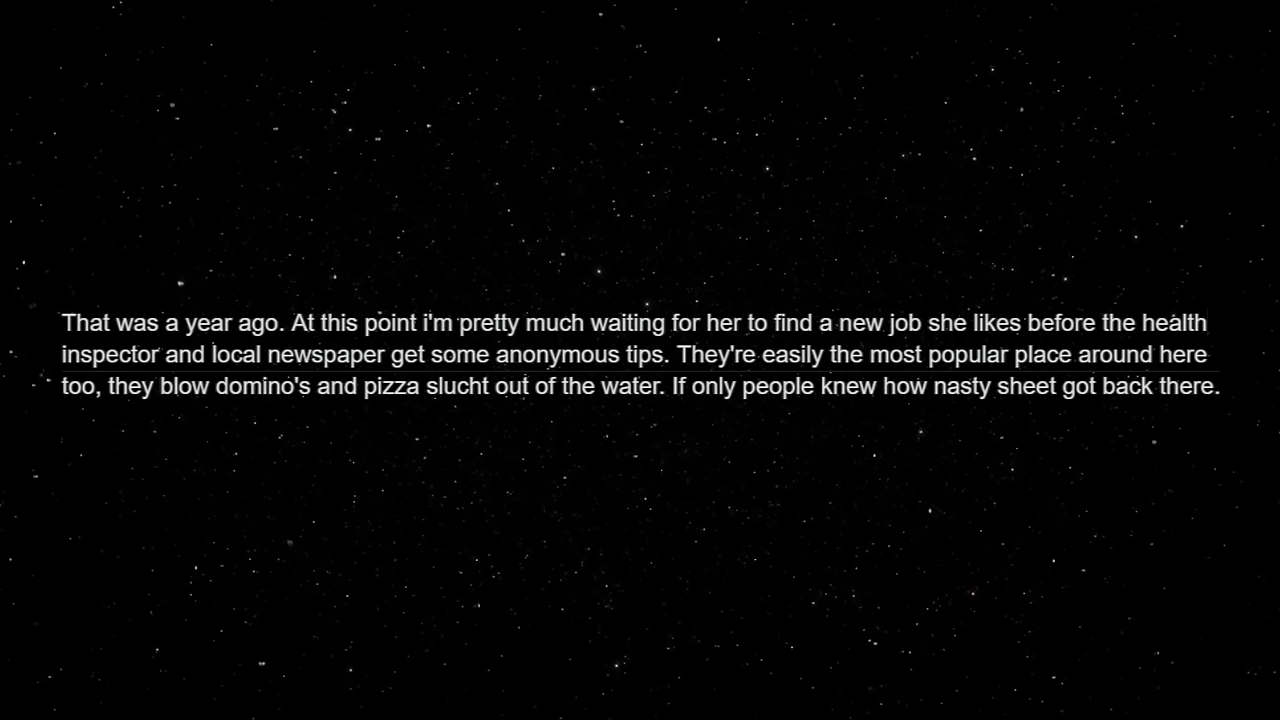 That was a year ago. At this point i'm pretty much waiting for her to find a new job she likes before the health
inspector and local newspaper get some anonymous tips. They're easily the most popular place around here
too, they blow domino's and pizza slucht out of the water. If only people knew how nasty sheet got back there.